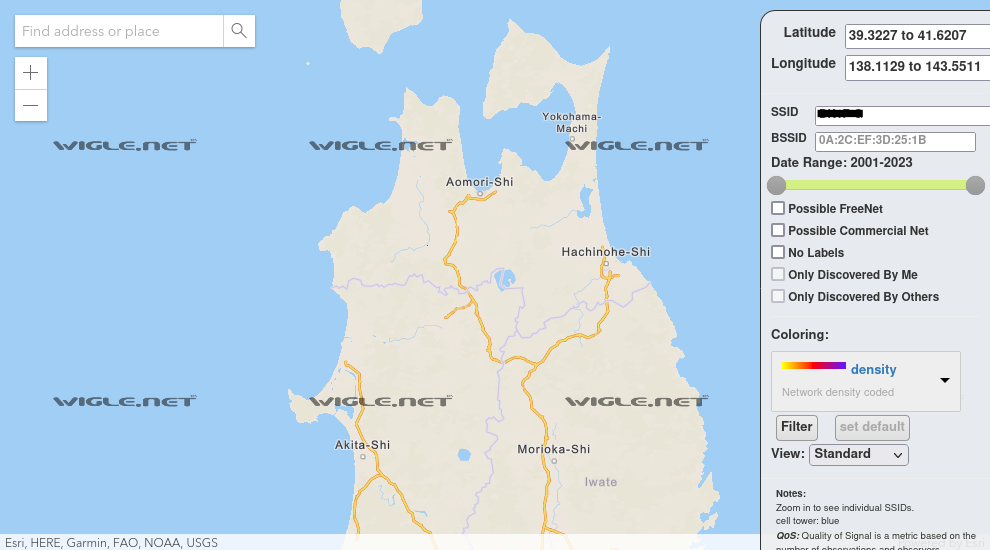 Find address or place
Latitude 39.3227 to 41.6207
Longitude 138.1129 to 143.5511
SSID
BSSID 0A:2C:EF:3D:25:1B
Date Range: 2001-2023
Possible FreeNet
Possible Commercial Net
No Labels
Only Discovered By Me
Only Discovered By Others
Coloring:
density
Network density coded
Filter set default
View: Standard
Notes:
Zoom in to see individual SSIDs.
cell tower: blue
QoS: Quality of Signal is a metric based on the
number of observations and observers
Yokohama-
Machi
WIGLE.NET WIGLE.NET WIGLE.NET
Aomori-Shi
Hachinohe-Shi
WIGLE.NET WIGLE.NET WIGLE.NET
Akita-Shi
Morioka-Shi
Iwate
Esri, HERE, Garmin, FAO, NOAA, USGS